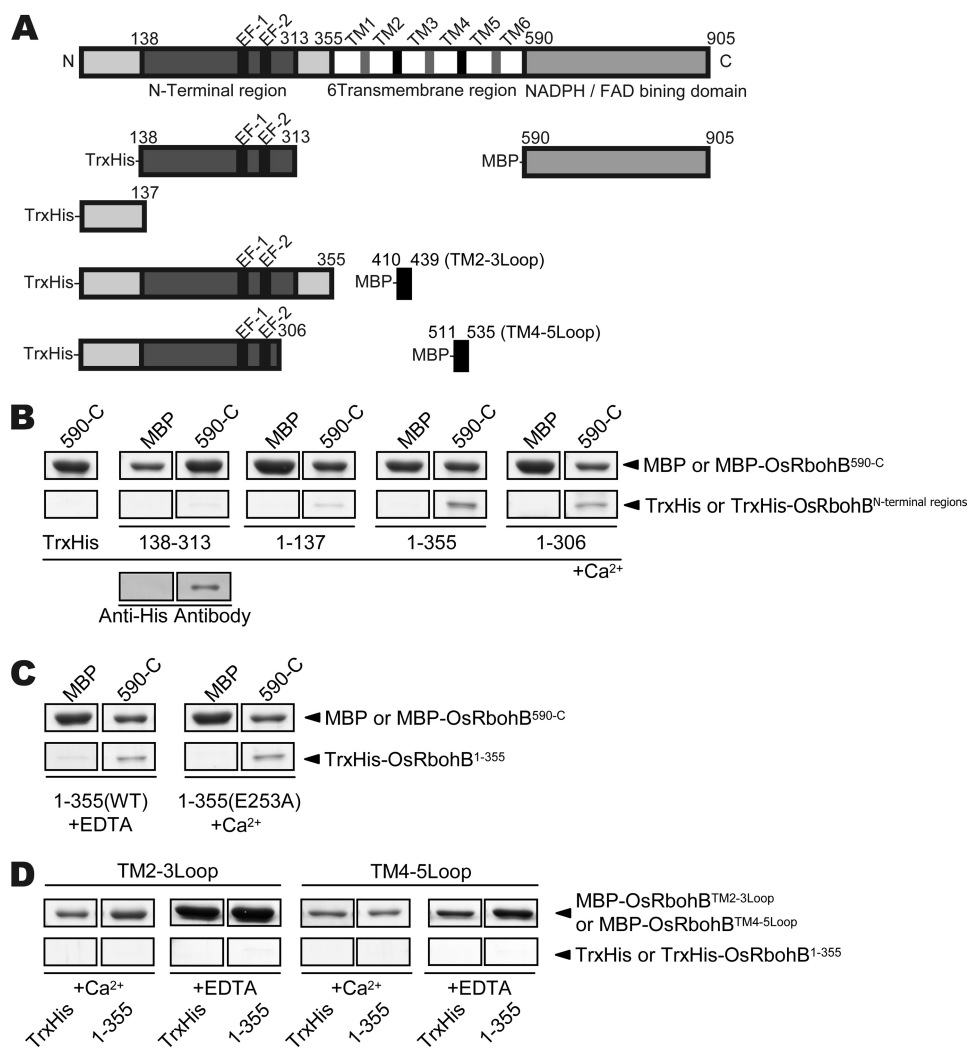 A
138 EF-1 EF-2 313 355 TM1 TM2 TM3 TM4 TM5 TM6 590 905
N C
N-Terminal region 6Transmembrane region NADPH / FAD bining domain
138 EF-1 EF-2 313 590 905
TrxHis- MBP-
137
TrxHis-
EF-1 EF-2 355 410 439 (TM2-3Loop)
TrxHis- MBP-
EF-1 EF-2 306 511 535 (TM4-5Loop)
TrxHis- MBP-
B
590-C MBP 590-C MBP 590-C MBP 590-C MBP 590-C
MBP or MBP-OsRbohB590-C
TrxHis or TrxHis-OsRbohBN-terminal regions
TrxHis 138-313 1-137 1-355 1-306
+Ca2+
Anti-His Antibody
C
MBP 590-C MBP 590-C
MBP or MBP-OsRbohB590-C
TrxHis-OsRbohB1-355
1-355(WT) 1-355(E253A)
+EDTA +Ca2+
D
TM2-3Loop TM4-5Loop
MBP-OsRbohBTM2-3Loop
or MBP-OsRbohBTM4-5Loop
TrxHis or TrxHis-OsRbohB1-355
+Ca2+ +EDTA +Ca2+ +EDTA
TrxHis 1-355 TrxHis 1-355 TrxHis 1-355 TrxHis 1-355